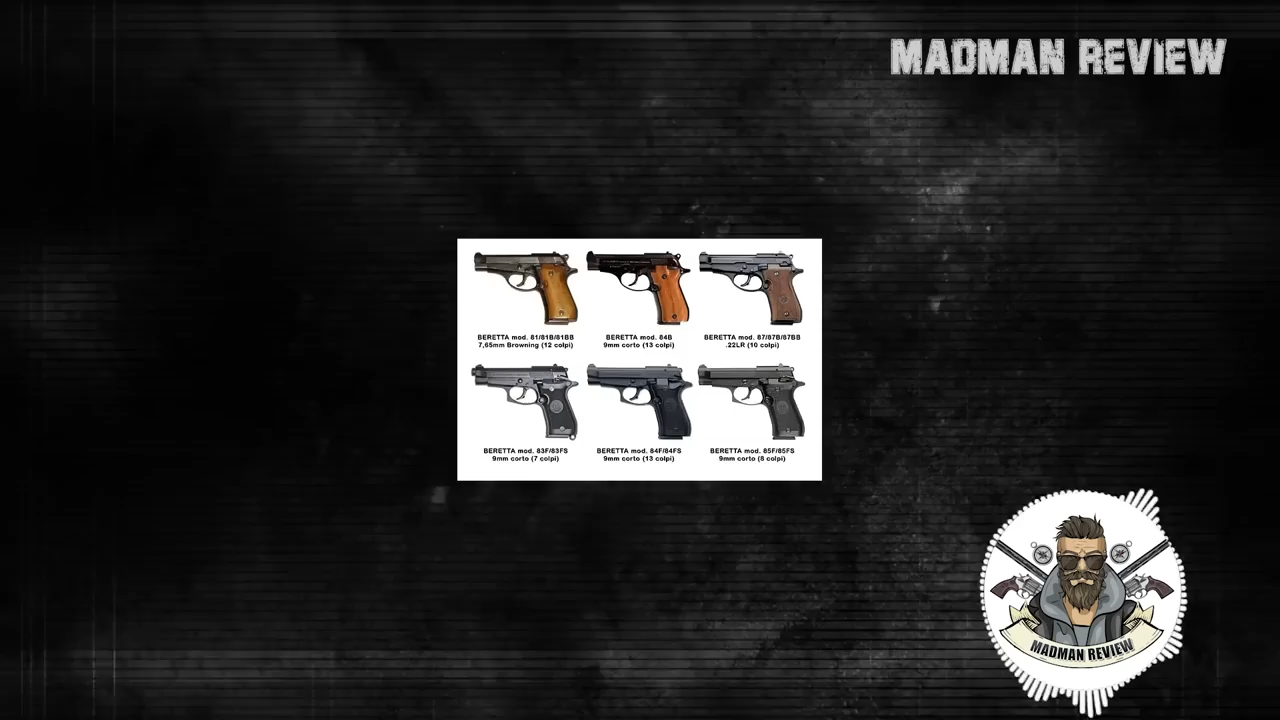 MADMAN REVIEW
BERETTA mod. 81/81B/81BB
7,65mm Browning (12 colpi)
BERETTA mod. 84B
9mm corto (13 colpi)
BERETTA mod. 87/87B/87BB
.22LR (10 colpi)
BERETTA mod. 83F/83FS
9mm corto (7 colpi)
BERETTA mod. 84F/84FS
9mm corto (13 colpi)
BERETTA mod. 85F/85FS
9mm corto (8 colpi)
MADMAN REVIEW